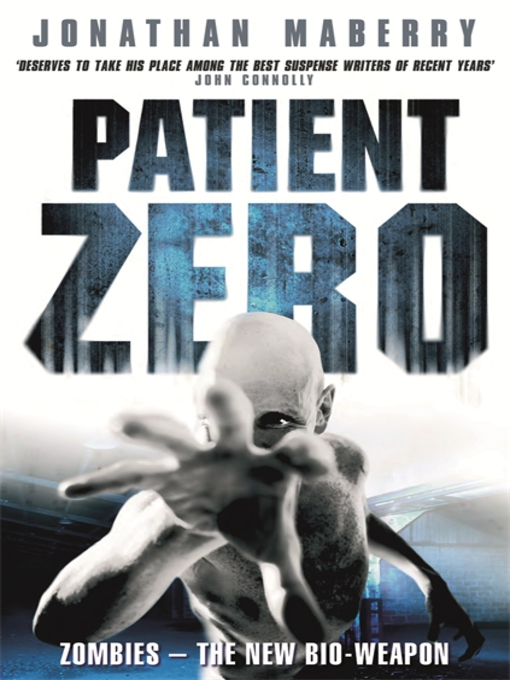 JONATHAN MABERRY
‘DESERVES TO TAKE HIS PLACE AMONG THE BEST SUSPENSE WRITERS OF RECENT YEARS’
JOHN CONNOLLY
PATIENT
ZERO
ZOMBIES – THE NEW BIO-WEAPON